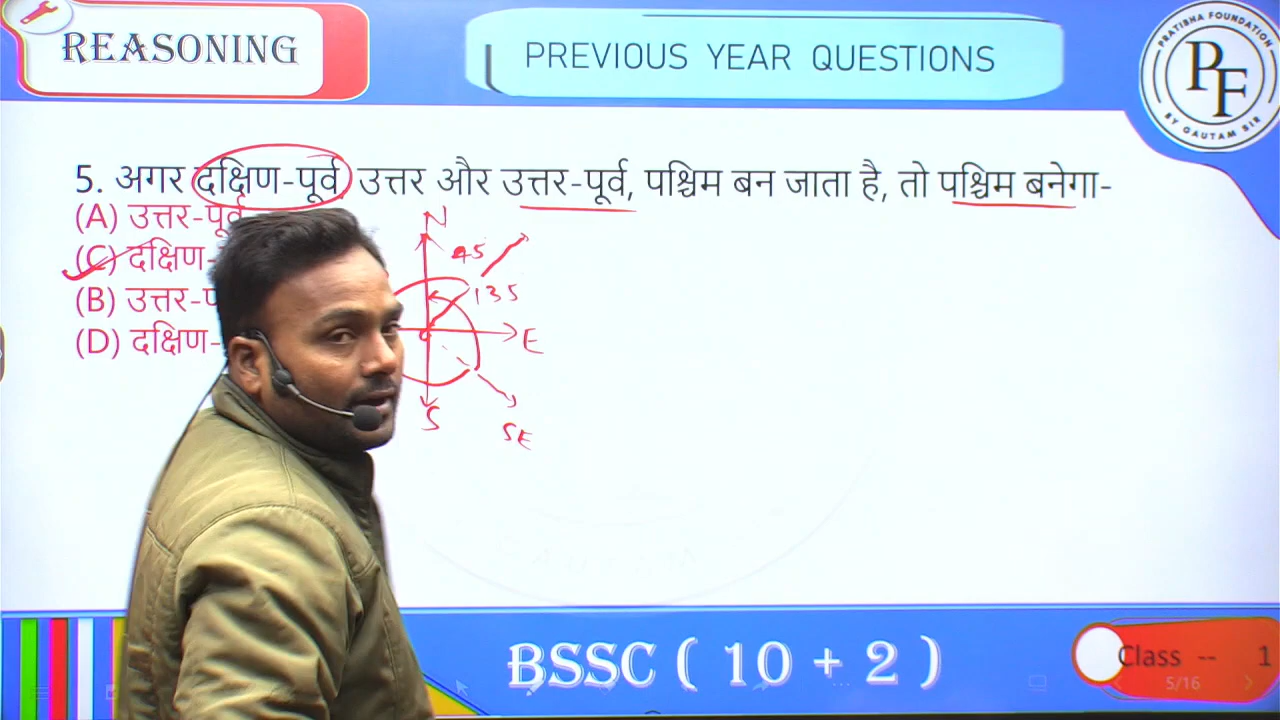 REASONING
PREVIOUS YEAR QUESTIONS
PRATIBHA FOUNDATION
PF
BY GAUTAM SIR
5. अगर दक्षिण-पूर्व, उत्तर और उत्तर-पूर्व, पश्चिम बन जाता है, तो पश्चिम बनेगा-
(A) उत्तर-पूर्व
(C) दक्षिण-
(B) उत्तर-
(D) दक्षिण-
N
45
135
E
S
SE
BSSC ( 10 + 2 )
Class -- 1
5/16